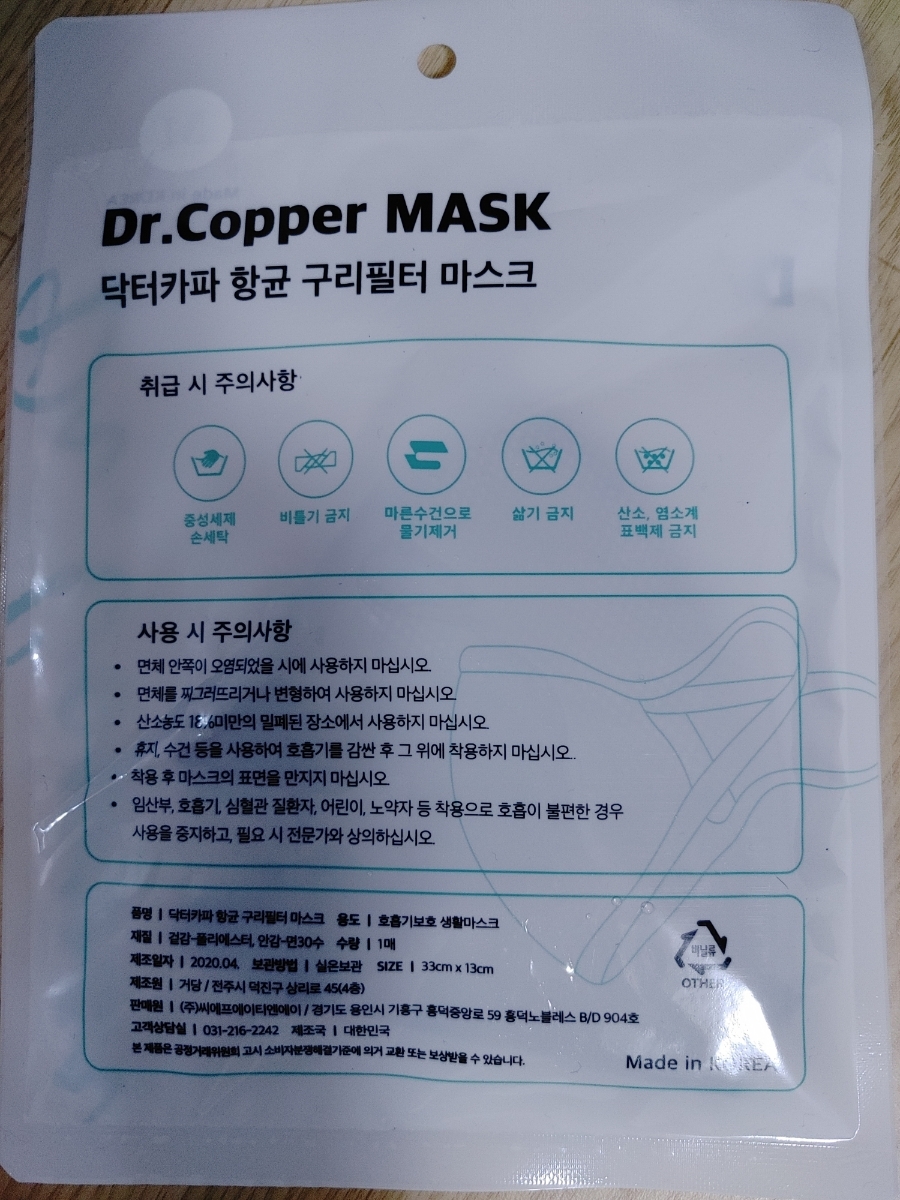 Dr.Copper MASK
닥터카파 항균 구리필터 마스크
취급 시 주의사항
중성세제
손세탁
비틀기 금지
마른수건으로
물기제거
삶기 금지
산소, 염소계
표백제 금지
사용 시 주의사항
• 면체 안쪽이 오염되었을 시에 사용하지 마십시오.
• 면체를 찌그러뜨리거나 변형하여 사용하지 마십시오.
• 산소농도 18%미만의 밀폐된 장소에서 사용하지 마십시오.
• 휴지, 수건 등을 사용하여 호흡기를 감싼 후 그 위에 착용하지 마십시오..
• 착용 후 마스크의 표면을 만지지 마십시오.
• 임산부, 호흡기, 심혈관 질환자, 어린이, 노약자 등 착용으로 호흡이 불편한 경우
사용을 중지하고, 필요 시 전문가와 상의하십시오.
품명 | 닥터카파 항균 구리필터 마스크 용도 | 호흡기보호 생활마스크
재질 | 겉감-폴리에스터, 안감-면30수 수량 | 1매
제조일자 | 2020.04. 보관방법 | 실온보관 SIZE | 33cm x 13cm
제조원 | 거당 / 전주시 덕진구 상리로 45(4층)
판매원 | (주)씨에프에이티앤에이 / 경기도 용인시 기흥구 흥덕중앙로 59 흥덕노블레스 B/D 904호
고객상담실 | 031-216-2242 제조국 | 대한민국
본 제품은 공정거래위원회 고시 소비자분쟁해결기준에 의거 교환 또는 보상받을 수 있습니다.
비닐류
OTHER
Made in KOREA